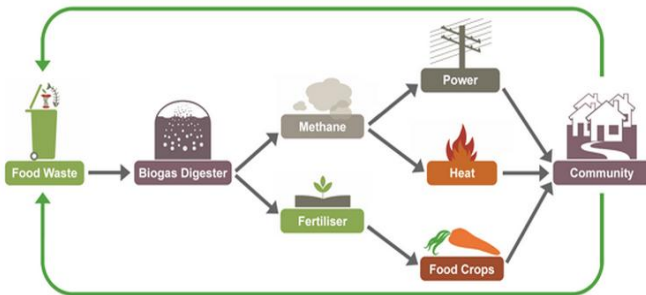 Power
Methane
Food Waste
Biogas Digester
Heat
Community
Fertiliser
Food Crops